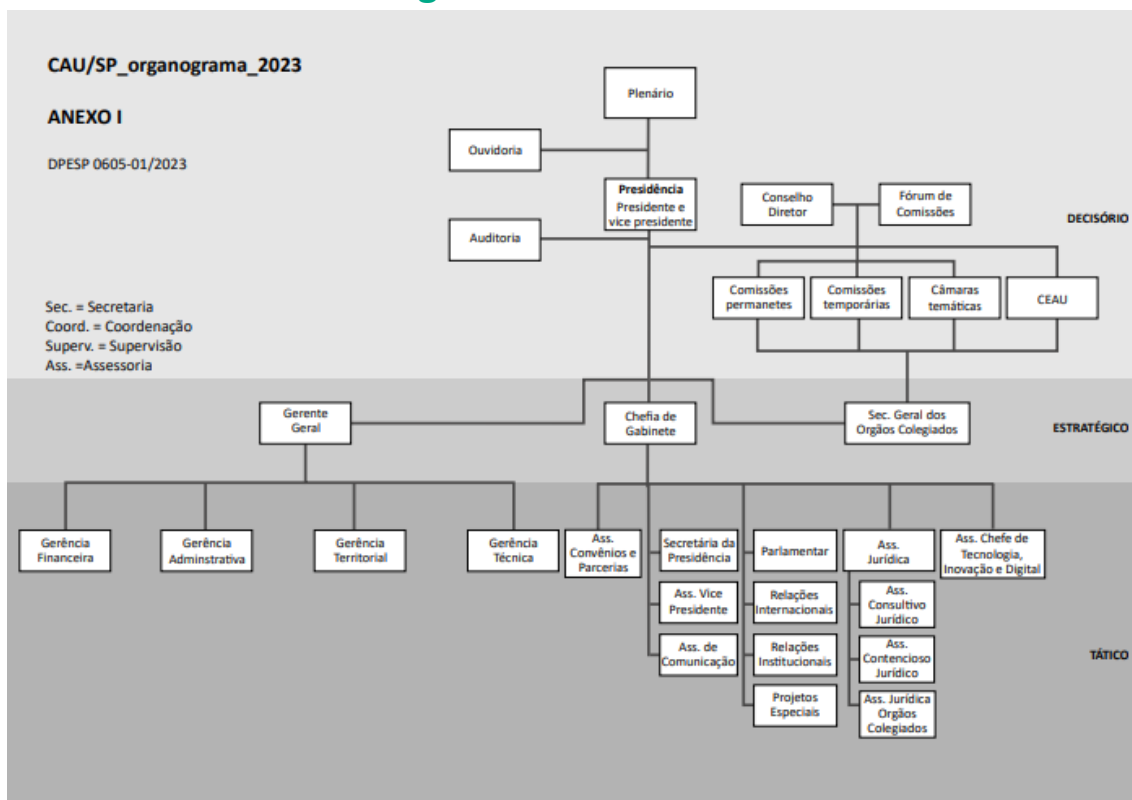 CAU/SP_organograma_2023
ANEXO I
DPESP 0605-01/2023
Plenário
Ouvidoria
Presidência
Presidente e
vice presidente
Auditoria
Conselho
Diretor
Fórum de
Comissões
DECISÓRIO
Comissões
permanetes
Comissões
temporárias
Câmaras
temáticas
CEAU
Sec. = Secretaria
Coord. = Coordenação
Superv. = Supervisão
Ass. =Assessoria
Gerente
Geral
Chefia de
Gabinete
Sec. Geral dos
Orgãos Colegiados
ESTRATÉGICO
Gerência
Financeira
Gerência
Adminstrativa
Gerência
Territorial
Gerência
Técnica
Ass.
Convênios e
Parcerias
Secretária da
Presidência
Ass. Vice
Presidente
Ass. de
Comunicação
Parlamentar
Relações
Internacionais
Relações
Institucionais
Projetos
Especiais
Ass.
Jurídica
Ass.
Consultivo
Jurídico
Ass.
Contencioso
Jurídico
Ass. Jurídica
Orgãos
Colegiados
Ass. Chefe de
Tecnologia,
Inovação e Digital
TÁTICO